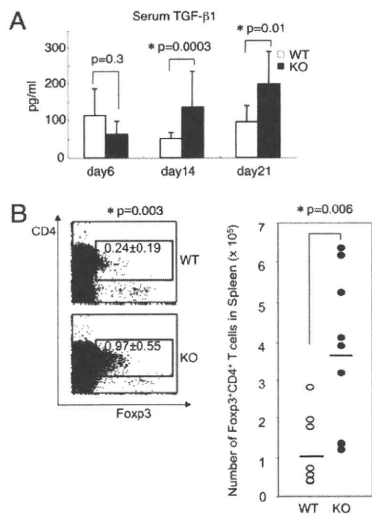 A
Serum TGF-β1
pg/ml
300
200
100
0
p=0.3
* p=0.0003
* p=0.01
WT
KO
day6
day14
day21
B
* p=0.003
CD4
0.24±0.19
WT
0.97±0.55
KO
Foxp3
* p=0.006
Number of Foxp3⁺CD4⁺ T cells in Spleen (x 10⁵)
7
6
5
4
3
2
1
0
WT KO